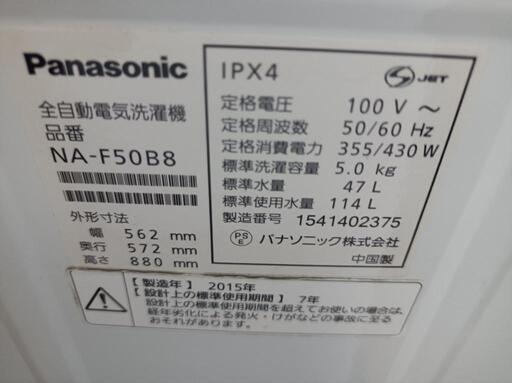 Panasonic
全自動電気洗濯機
品番
NA-F50B8
外形寸法
幅 562 mm
奥行 572 mm
高さ 880 mm
IPX4
S JET
定格電圧 100 V ～
定格周波数 50/60 Hz
定格消費電力 355/430 W
標準洗濯容量 5.0 kg
標準水量 47 L
標準使用水量 114 L
製造番号 1541402375
PS E パナソニック株式会社
中国製
【製造年】2015年
【設計上の標準使用期間】7年
設計上の標準使用期間を超えてお使いの場合は、
経年劣化による発火・けがなどの事故に至る
おそれがあります。